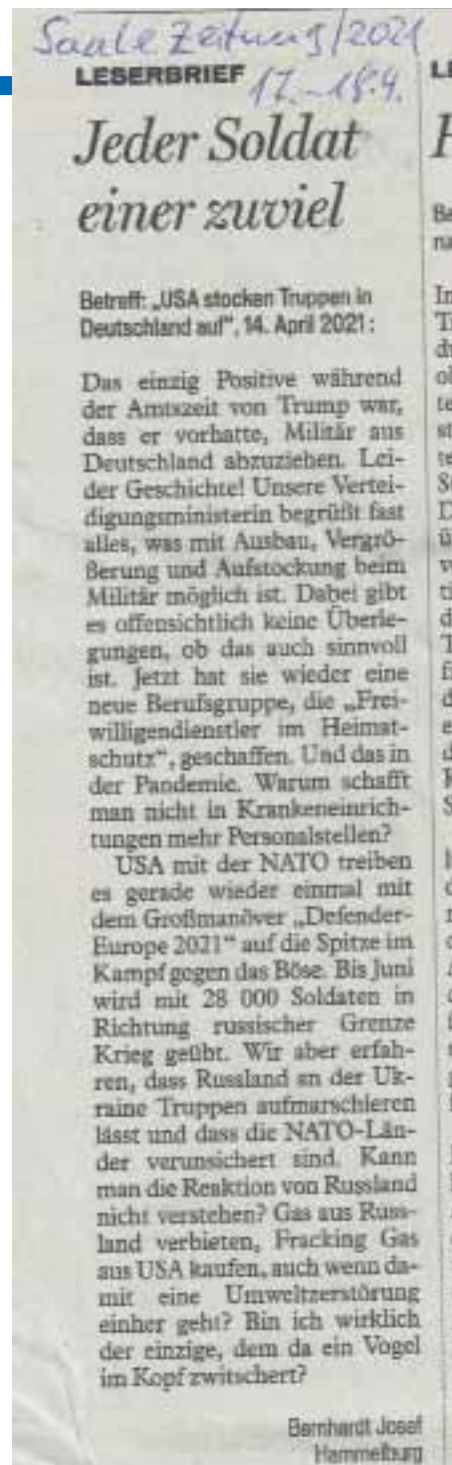 Saale Zeitung/2021
LESERBRIEF 17.-18.4.
Jeder Soldat
einer zuviel
Betreff: „USA stocken Truppen in
Deutschland auf“, 14. April 2021:
Das einzig Positive während
der Amtszeit von Trump war,
dass er vorhatte, Militär aus
Deutschland abzuziehen. Lei-
der Geschichte! Unsere Vertei-
digungsministerin begrüßt fast
alles, was mit Ausbau, Vergrö-
ßerung und Aufstockung beim
Militär möglich ist. Dabei gibt
es offensichtlich keine Überle-
gungen, ob das auch sinnvoll
ist. Jetzt hat sie wieder eine
neue Berufsgruppe, die „Frei-
willigendienstler im Heimat-
schutz“, geschaffen. Und das in
der Pandemie. Warum schafft
man nicht in Krankeneinrich-
tungen mehr Personalstellen?
USA mit der NATO treiben
es gerade wieder einmal mit
dem Großmanöver „Defender-
Europe 2021“ auf die Spitze im
Kampf gegen das Böse. Bis Juni
wird mit 28 000 Soldaten in
Richtung russischer Grenze
Krieg geübt. Wir aber erfah-
ren, dass Russland an der Uk-
raine Truppen aufmarschieren
lässt und dass die NATO-Län-
der verunsichert sind. Kann
man die Reaktion von Russland
nicht verstehen? Gas aus Russ-
land verbieten, Fracking Gas
aus USA kaufen, auch wenn da-
mit eine Umweltzerstörung
einher geht? Bin ich wirklich
der einzige, dem da ein Vogel
im Kopf zwitschert?
Bernhardt Josef
Hammelburg